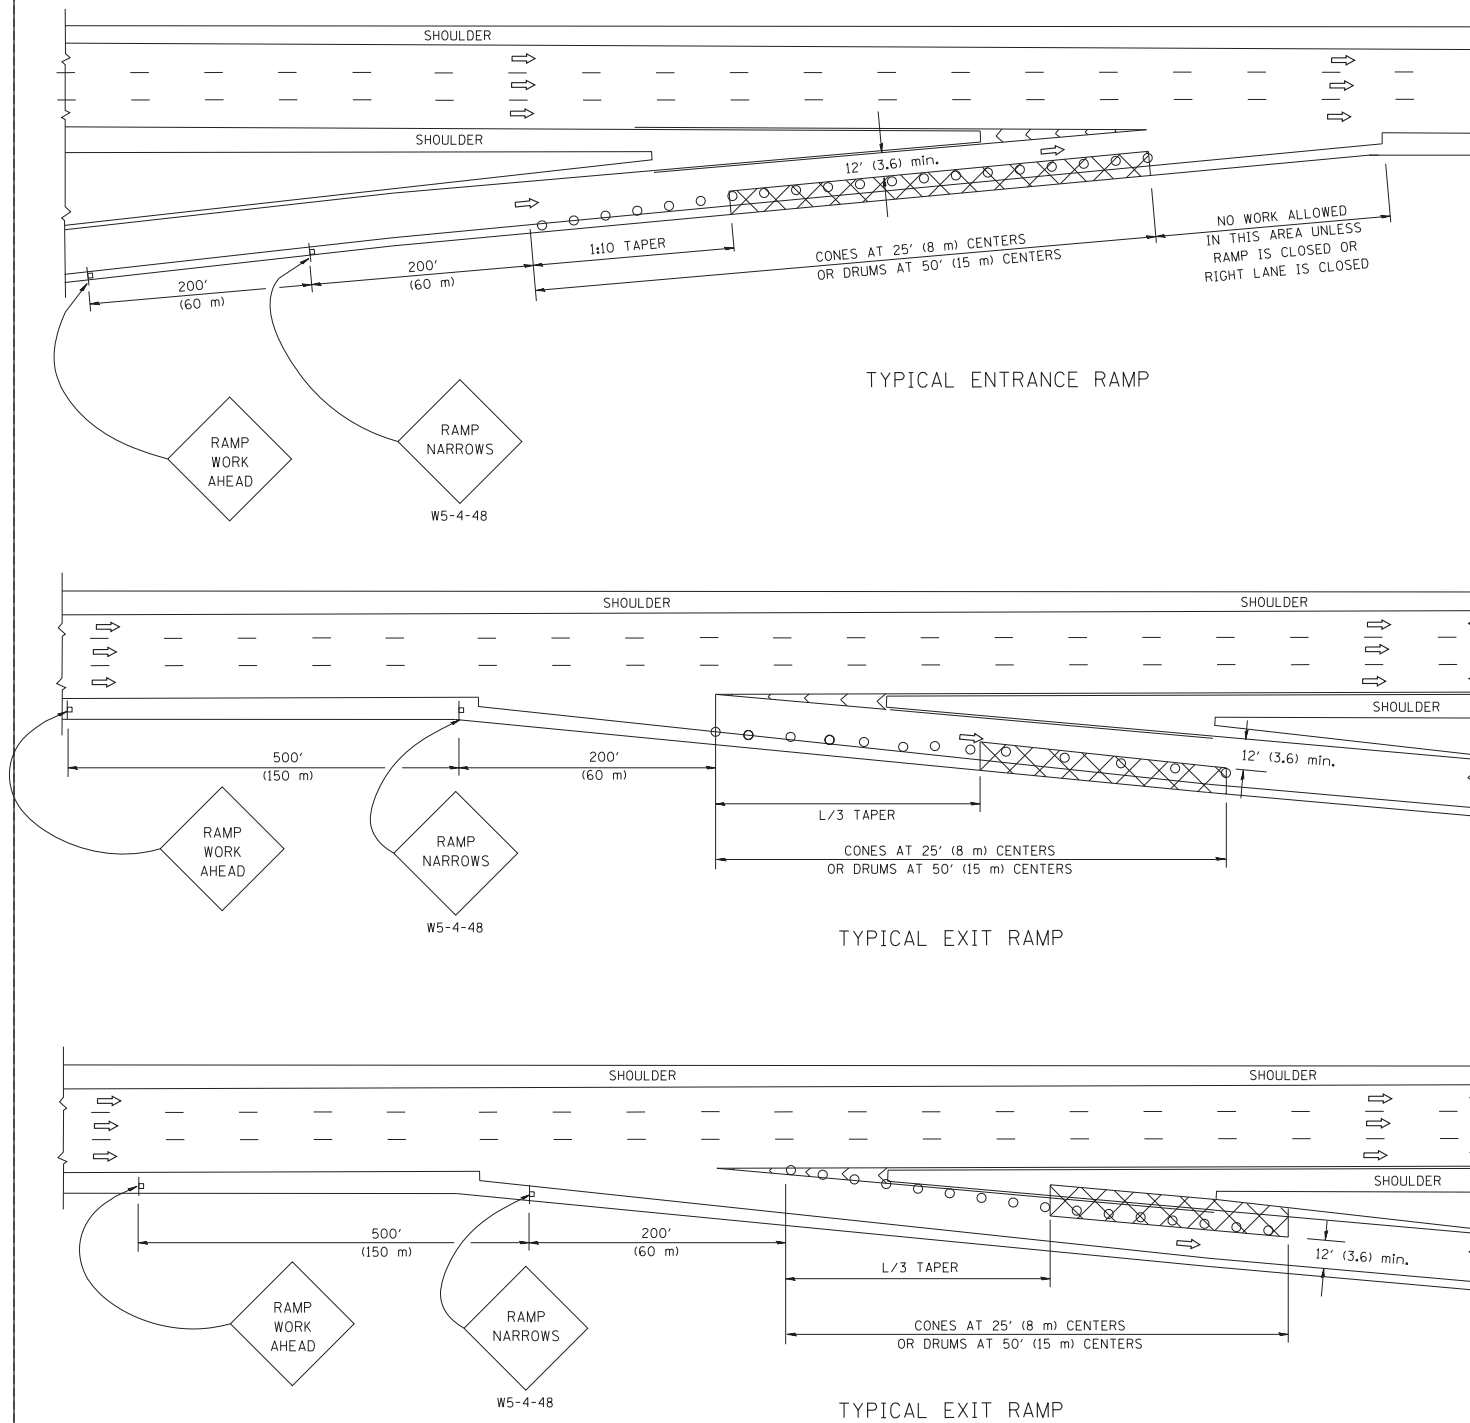 SHOULDER
SHOULDER
12' (3.6) min.
1:10 TAPER
200'
(60 m)
200'
(60 m)
CONES AT 25' (8 m) CENTERS
OR DRUMS AT 50' (15 m) CENTERS
NO WORK ALLOWED
IN THIS AREA UNLESS
RAMP IS CLOSED OR
RIGHT LANE IS CLOSED
TYPICAL ENTRANCE RAMP
RAMP
WORK
AHEAD
RAMP
NARROWS
W5-4-48
SHOULDER
SHOULDER
SHOULDER
500'
(150 m)
200'
(60 m)
12' (3.6) min.
L/3 TAPER
RAMP
WORK
AHEAD
RAMP
NARROWS
W5-4-48
CONES AT 25' (8 m) CENTERS
OR DRUMS AT 50' (15 m) CENTERS
TYPICAL EXIT RAMP
SHOULDER
SHOULDER
SHOULDER
500'
(150 m)
200'
(60 m)
12' (3.6) min.
L/3 TAPER
RAMP
WORK
AHEAD
RAMP
NARROWS
W5-4-48
CONES AT 25' (8 m) CENTERS
OR DRUMS AT 50' (15 m) CENTERS
TYPICAL EXIT RAMP